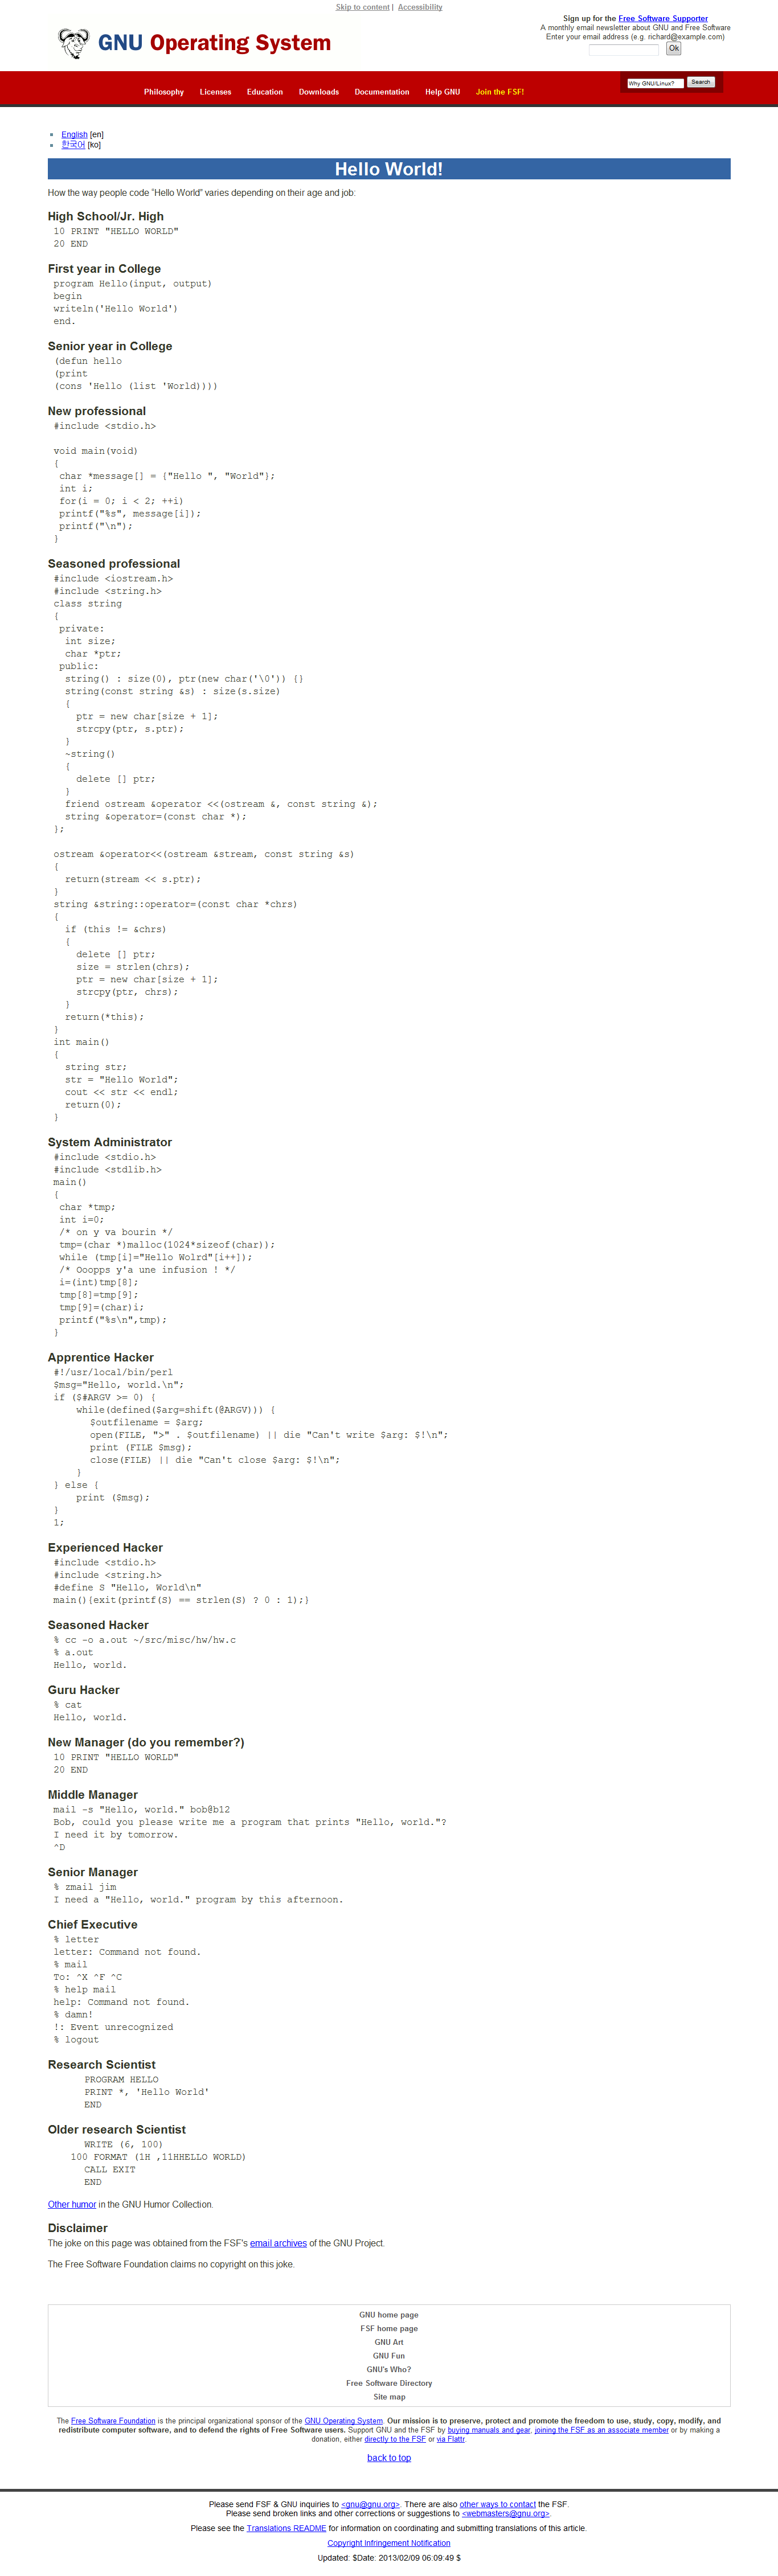 Skip to content | Accessibility
Sign up for the Free Software Supporter
A monthly email newsletter about GNU and Free Software
Enter your email address (e.g. richard@example.com)
Ok
GNU Operating System
Why GNU/Linux? Search
Philosophy Licenses Education Downloads Documentation Help GNU Join the FSF!
English [en]
한국어 [ko]
Hello World!
How the way people code "Hello World" varies depending on their age and job:
High School/Jr. High
10 PRINT "HELLO WORLD"
20 END
First year in College
program Hello(input, output)
begin
writeln('Hello World')
end.
Senior year in College
(defun hello
(print
(cons 'Hello (list 'World))))
New professional
#include <stdio.h>
void main(void)
{
char *message[] = {"Hello ", "World"};
int i;
for(i = 0; i < 2; ++i)
printf("%s", message[i]);
printf("\n");
}
Seasoned professional
#include <iostream.h>
#include <string.h>
class string
{
private:
int size;
char *ptr;
public:
string() : size(0), ptr(new char('\0')) {}
string(const string &s) : size(s.size)
{
ptr = new char[size + 1];
strcpy(ptr, s.ptr);
}
~string()
{
delete [] ptr;
}
friend ostream &operator <<(ostream &, const string &);
string &operator=(const char *);
};
ostream &operator<<(ostream &stream, const string &s)
{
return(stream << s.ptr);
}
string &string::operator=(const char *chrs)
{
if (this != &chrs)
{
delete [] ptr;
size = strlen(chrs);
ptr = new char[size + 1];
strcpy(ptr, chrs);
}
return(*this);
}
int main()
{
string str;
str = "Hello World";
cout << str << endl;
return(0);
}
System Administrator
#include <stdio.h>
#include <stdlib.h>
main()
{
char *tmp;
int i=0;
/* on y va bourin */
tmp=(char *)malloc(1024*sizeof(char));
while (tmp[i]="Hello Wolrd"[i++]);
/* Ooopps y'a une infusion ! */
i=(int)tmp[8];
tmp[8]=tmp[9];
tmp[9]=(char)i;
printf("%s\n",tmp);
}
Apprentice Hacker
#!/usr/local/bin/perl
$msg="Hello, world.\n";
if ($#ARGV >= 0) {
while(defined($arg=shift(@ARGV))) {
$outfilename = $arg;
open(FILE, ">" . $outfilename) || die "Can't write $arg: $!\n";
print (FILE $msg);
close(FILE) || die "Can't close $arg: $!\n";
}
} else {
print ($msg);
}
1;
Experienced Hacker
#include <stdio.h>
#include <string.h>
#define S "Hello, World\n"
main(){exit(printf(S) == strlen(S) ? 0 : 1);}
Seasoned Hacker
% cc -o a.out ~/src/misc/hw/hw.c
% a.out
Hello, world.
Guru Hacker
% cat
Hello, world.
New Manager (do you remember?)
10 PRINT "HELLO WORLD"
20 END
Middle Manager
mail -s "Hello, world." bob@b12
Bob, could you please write me a program that prints "Hello, world."?
I need it by tomorrow.
^D
Senior Manager
% zmail jim
I need a "Hello, world." program by this afternoon.
Chief Executive
% letter
letter: Command not found.
% mail
To: ^X ^F ^C
% help mail
help: Command not found.
% damn!
!: Event unrecognized
% logout
Research Scientist
PROGRAM HELLO
PRINT *, 'Hello World'
END
Older research Scientist
WRITE (6, 100)
100 FORMAT (1H ,11HHELLO WORLD)
CALL EXIT
END
Other humor in the GNU Humor Collection.
Disclaimer
The joke on this page was obtained from the FSF's email archives of the GNU Project.
The Free Software Foundation claims no copyright on this joke.
GNU home page
FSF home page
GNU Art
GNU Fun
GNU's Who?
Free Software Directory
Site map
The Free Software Foundation is the principal organizational sponsor of the GNU Operating System. Our mission is to preserve, protect and promote the freedom to use, study, copy, modify, and
redistribute computer software, and to defend the rights of Free Software users. Support GNU and the FSF by buying manuals and gear, joining the FSF as an associate member or by making a
donation, either directly to the FSF or via Flattr.
back to top
Please send FSF & GNU inquiries to <gnu@gnu.org>. There are also other ways to contact the FSF.
Please send broken links and other corrections or suggestions to <webmasters@gnu.org>.
Please see the Translations README for information on coordinating and submitting translations of this article.
Copyright Infringement Notification
Updated: $Date: 2013/02/09 06:09:49 $